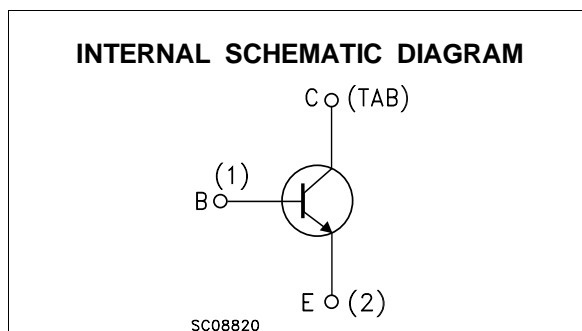 INTERNAL SCHEMATIC DIAGRAM
C (TAB)
(1)
B
E (2)
SC08820